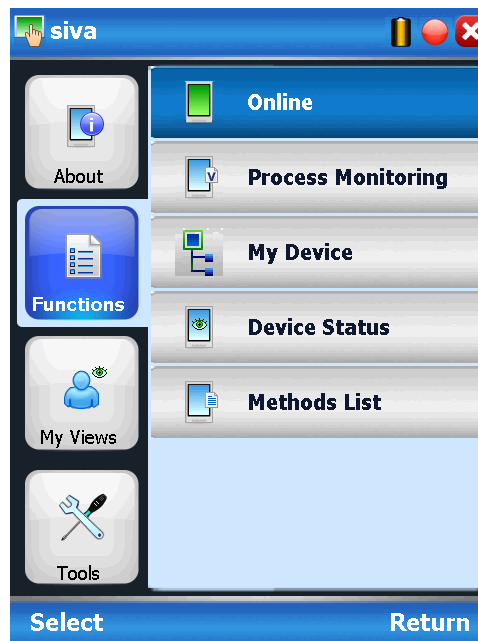 siva
About
Functions
My Views
Tools
Online
Process Monitoring
My Device
Device Status
Methods List
Select
Return